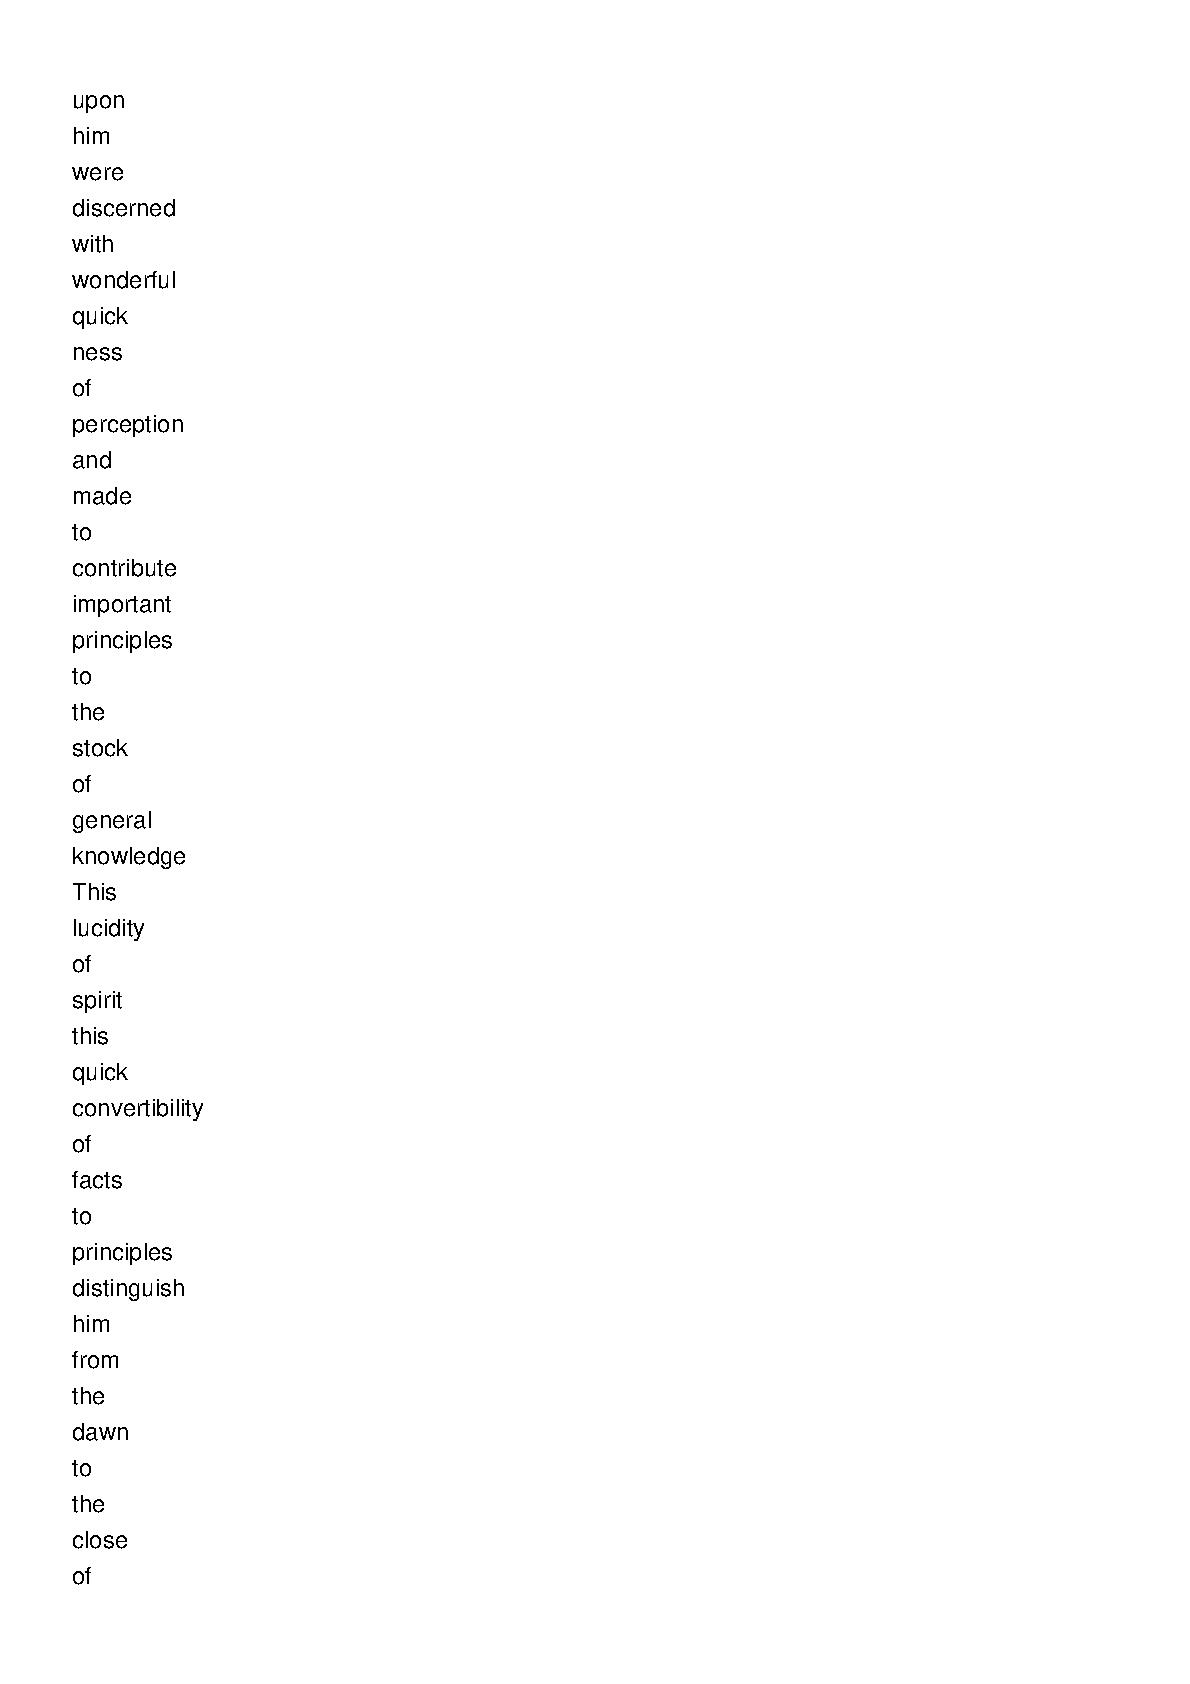 upon
him
were
discerned
with
wonderful
quick
ness
of
perception
and
made
to
contribute
important
principles
to
the
stock
of
general
knowledge
This
lucidity
of
spirit
this
quick
convertibility
of
facts
to
principles
distinguish
him
from
the
dawn
to
the
close
of